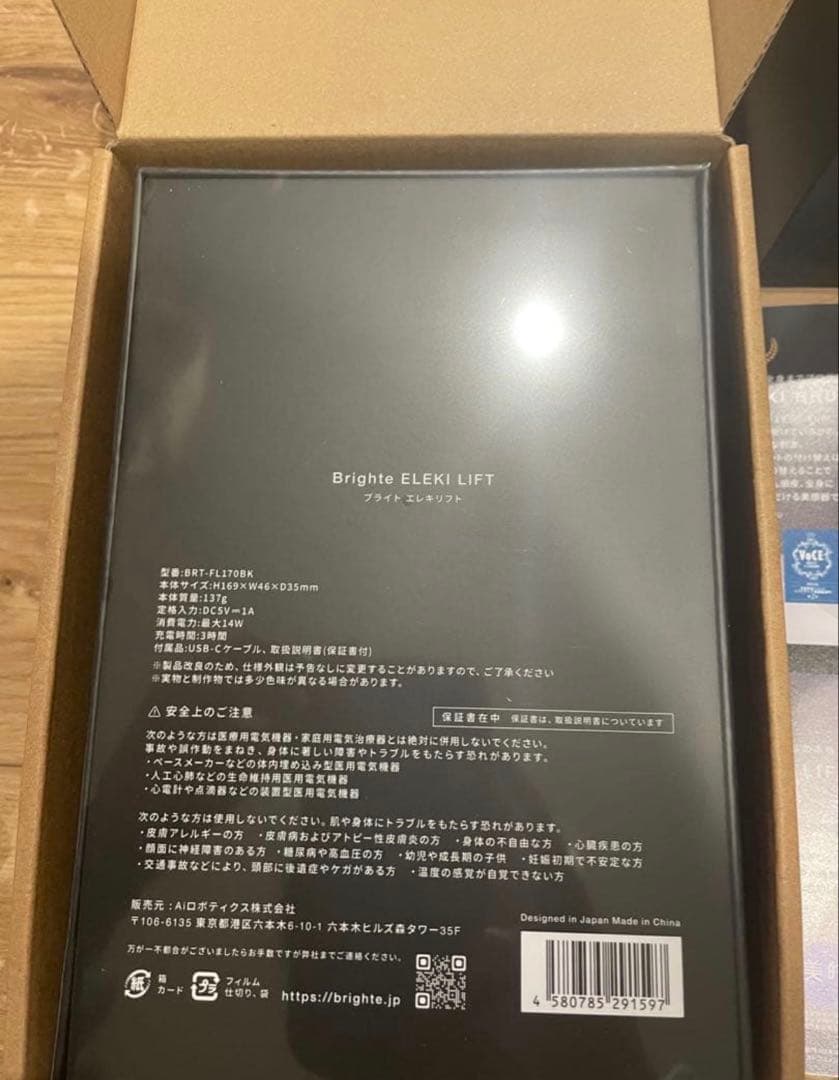 Brighte ELEKI LIFT
ブライト エレキリフト
型番:BRT-FL170BK
本体サイズ:H169×W46×D35mm
本体質量:137g
定格入力:DC5V⎓1A
消費電力:最大14W
充電時間:3時間
付属品:USB-Cケーブル、取扱説明書(保証書付)
※製品改良のため、仕様外観は予告なしに変更することがありますので、ご了承ください
※実物と制作物では多少色味が異なる場合があります。
⚠ 安全上のご注意
保証書在中 保証書は、取扱説明書についています
次のような方は医療用電気機器・家庭用電気治療器とは絶対に併用しないでください。
事故や誤作動をまねき、身体に著しい障害やトラブルをもたらす恐れがあります。
・ペースメーカーなどの体内埋め込み型医用電気機器
・人工心肺などの生命維持用医用電気機器
・心電計や点滴器などの装着型医用電気機器
次のような方は使用しないでください。肌や身体にトラブルをもたらす恐れがあります。
・皮膚アレルギーの方 ・皮膚病およびアトピー性皮膚炎の方 ・身体の不自由な方 ・心臓疾患の方
・顔面に神経障害のある方 ・糖尿病や高血圧の方 ・幼児や成長期の子供 ・妊娠初期で不安定な方
・交通事故などにより、頭部に後遺症やケガがある方 ・温度の感覚が自覚できない方
販売元:Aiロボティクス株式会社
〒106-6135 東京都港区六本木6-10-1 六本木ヒルズ森タワー35F
Designed in Japan Made in China
万が一不都合がございましたらお手数ですが弊社までご連絡ください。
紙 箱 カード プラ フィルム 仕切り、袋
https://brighte.jp
4 580785 291597
VoCE